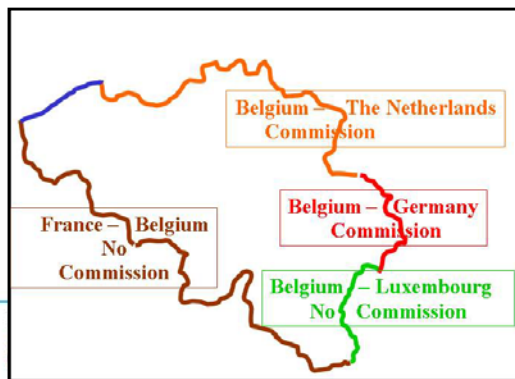 Belgium – The Netherlands
Commission
Belgium – Germany
Commission
France – Belgium
No
Commission
Belgium – Luxembourg
No Commission